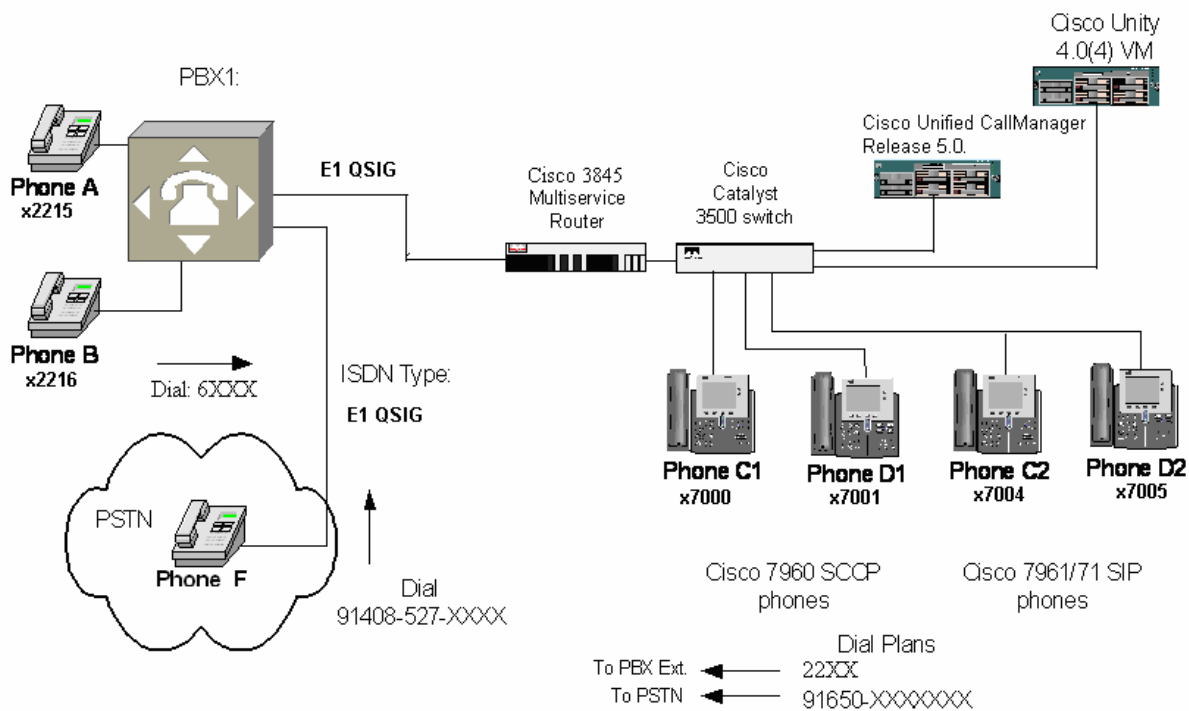 Cisco Unity
4.0(4) VM
PBX1:
Cisco Unified CallManager
Release 5.0.
E1 QSIG
Cisco 3845
Multiservice
Router
Cisco
Catalyst
3500 switch
Phone A
x2215
Phone B
x2216
Dial: 6XXX
ISDN Type:
E1 QSIG
Phone C1
x7000
Phone D1
x7001
Phone C2
x7004
Phone D2
x7005
PSTN
Phone F
Dial
91408-527-XXXX
Cisco 7960 SCCP
phones
Cisco 7961/71 SIP
phones
Dial Plans
To PBX Ext.
22XX
To PSTN
91650-XXXXXXX